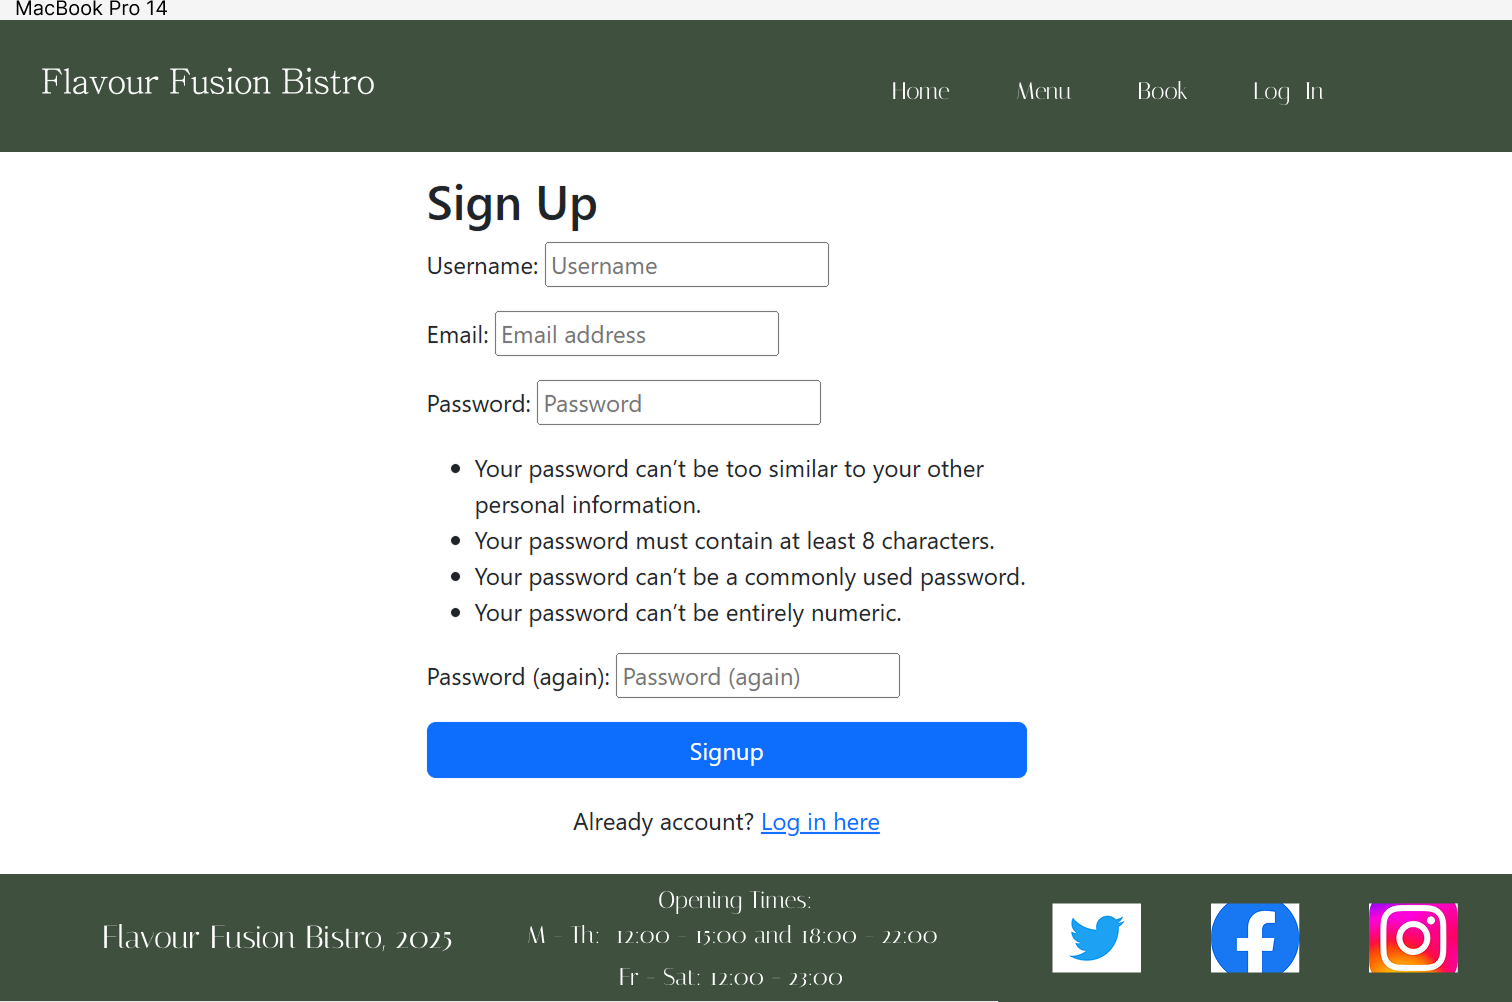 MacBook Pro 14
Flavour Fusion Bistro
Home Menu Book Log In
Sign Up
Username: Username
Email: Email address
Password: Password
Your password can't be too similar to your other
personal information.
Your password must contain at least 8 characters.
Your password can't be a commonly used password.
Your password can't be entirely numeric.
Password (again): Password (again)
Signup
Already account? Log in here
Flavour Fusion Bistro, 2025
Opening Times:
M - Th: 12:00 - 15:00 and 18:00 - 22:00
Fr - Sat: 12:00 - 23:00